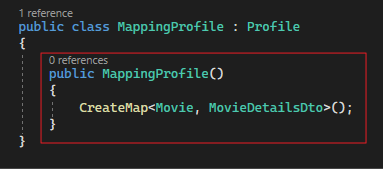 1 reference
public class MappingProfile : Profile
{
0 references
public MappingProfile()
{
CreateMap<Movie, MovieDetailsDto>();
}
}